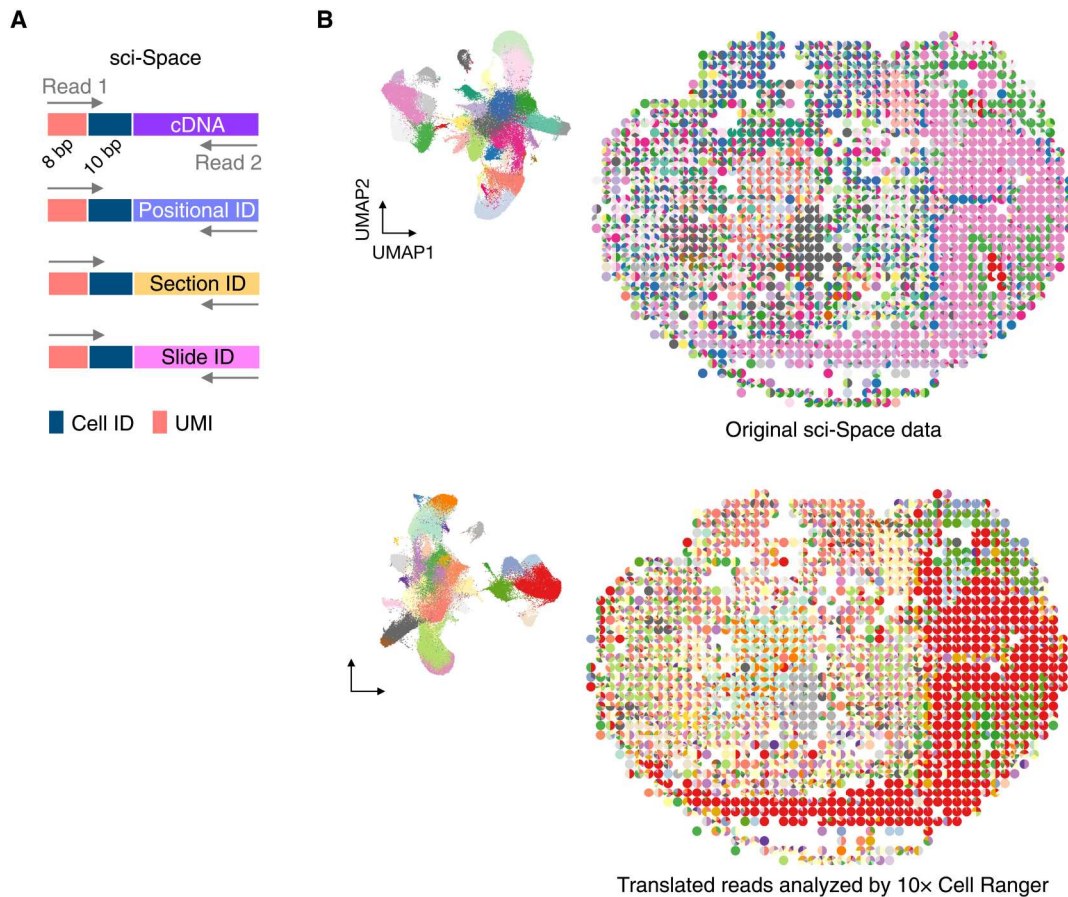 A
B
sci-Space
Read 1
cDNA
8 bp
10 bp
Read 2
Positional ID
Section ID
Slide ID
Cell ID
UMI
UMAP2
UMAP1
Original sci-Space data
Translated reads analyzed by 10× Cell Ranger